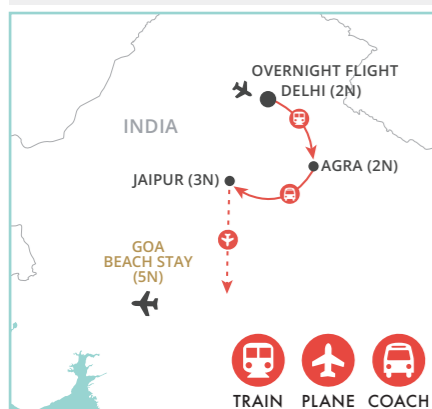 OVERNIGHT FLIGHT
DELHI (2N)
INDIA
AGRA (2N)
JAIPUR (3N)
GOA
BEACH STAY
(5N)
TRAIN PLANE COACH